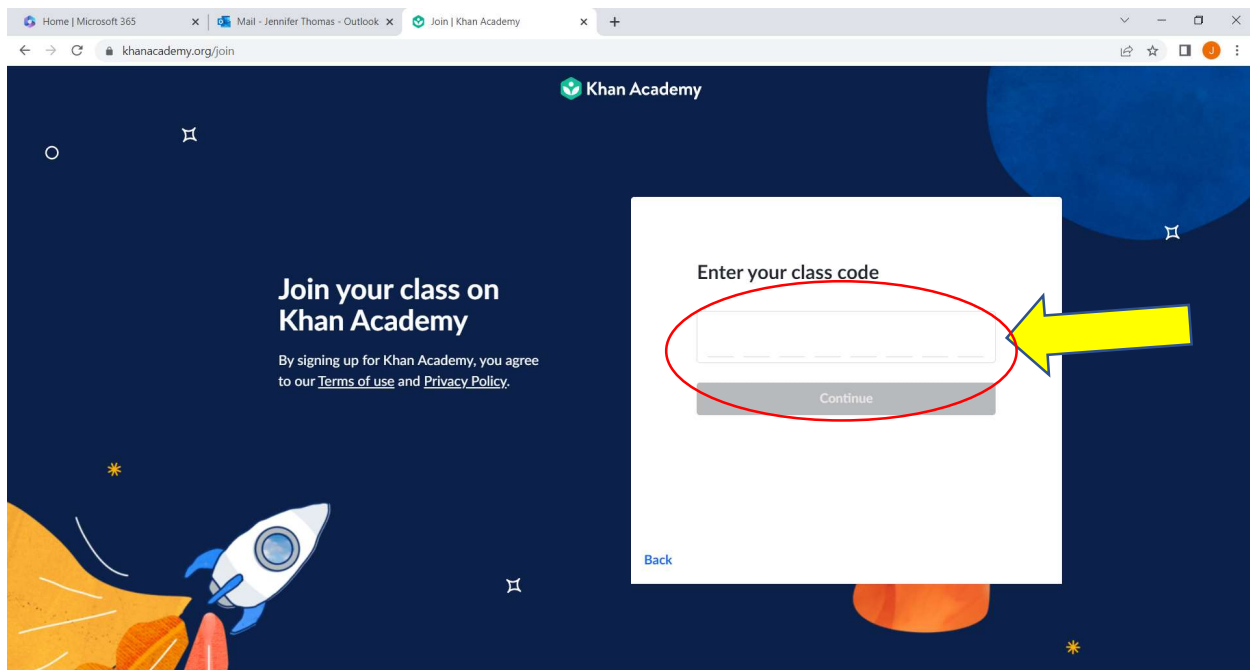 Home | Microsoft 365
Mail - Jennifer Thomas - Outlook
Join | Khan Academy
khanacademy.org/join
J
Khan Academy
Join your class on
Khan Academy
By signing up for Khan Academy, you agree
to our Terms of use and Privacy Policy.
Enter your class code
Continue
Back